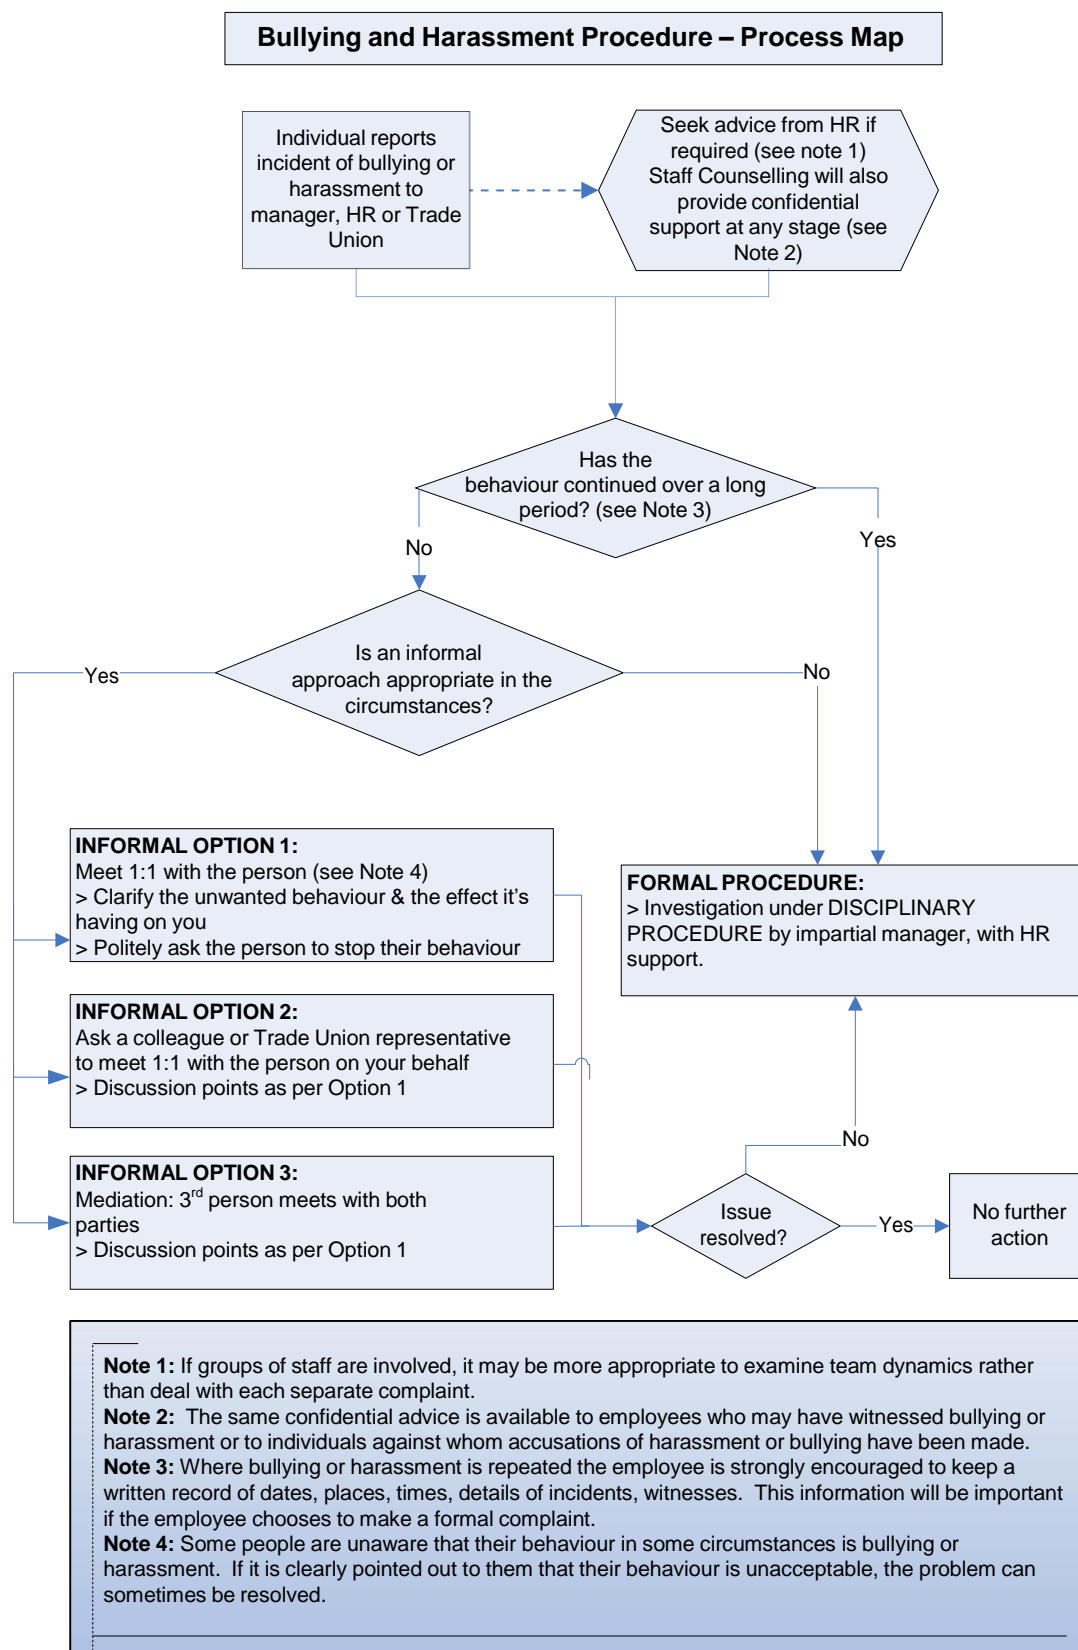 Bullying and Harassment Procedure – Process Map
Individual reports
incident of bullying or
harassment to
manager, HR or Trade
Union
Seek advice from HR if
required (see note 1)
Staff Counselling will also
provide confidential
support at any stage (see
Note 2)
Has the
behaviour continued over a long
period? (see Note 3)
No
Yes
Is an informal
approach appropriate in the
circumstances?
Yes
No
INFORMAL OPTION 1:
Meet 1:1 with the person (see Note 4)
> Clarify the unwanted behaviour & the effect it's
having on you
> Politely ask the person to stop their behaviour
FORMAL PROCEDURE:
> Investigation under DISCIPLINARY
PROCEDURE by impartial manager, with HR
support.
INFORMAL OPTION 2:
Ask a colleague or Trade Union representative
to meet 1:1 with the person on your behalf
> Discussion points as per Option 1
No
INFORMAL OPTION 3:
Mediation: 3rd person meets with both
parties
> Discussion points as per Option 1
Issue
resolved?
Yes
No further
action
Note 1: If groups of staff are involved, it may be more appropriate to examine team dynamics rather
than deal with each separate complaint.
Note 2: The same confidential advice is available to employees who may have witnessed bullying or
harassment or to individuals against whom accusations of harassment or bullying have been made.
Note 3: Where bullying or harassment is repeated the employee is strongly encouraged to keep a
written record of dates, places, times, details of incidents, witnesses. This information will be important
if the employee chooses to make a formal complaint.
Note 4: Some people are unaware that their behaviour in some circumstances is bullying or
harassment. If it is clearly pointed out to them that their behaviour is unacceptable, the problem can
sometimes be resolved.